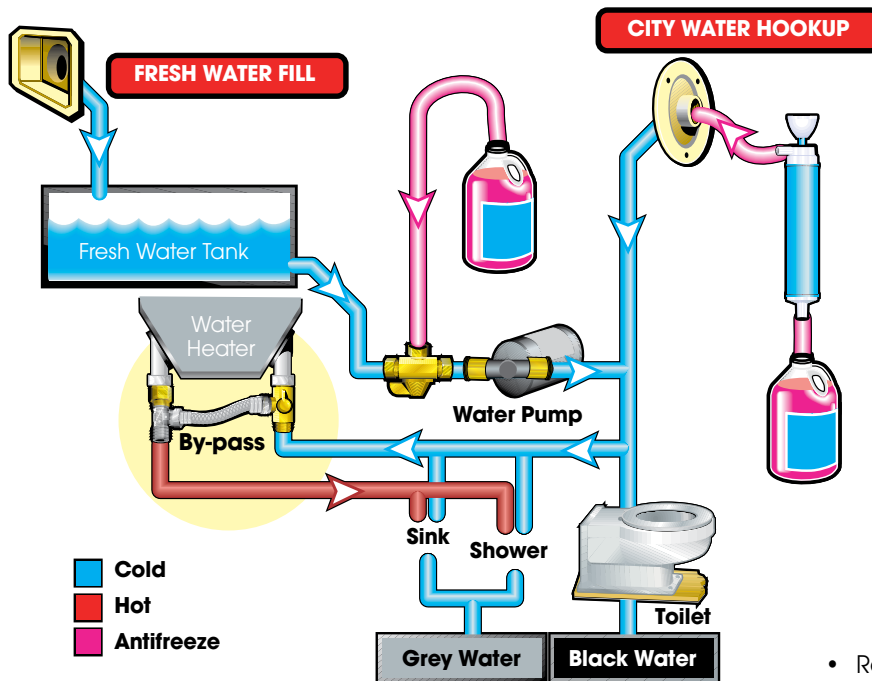 CITY WATER HOOKUP
FRESH WATER FILL
Fresh Water Tank
Water
Heater
Water Pump
By-pass
Sink
Shower
Cold
Hot
Antifreeze
Toilet
Grey Water
Black Water
•